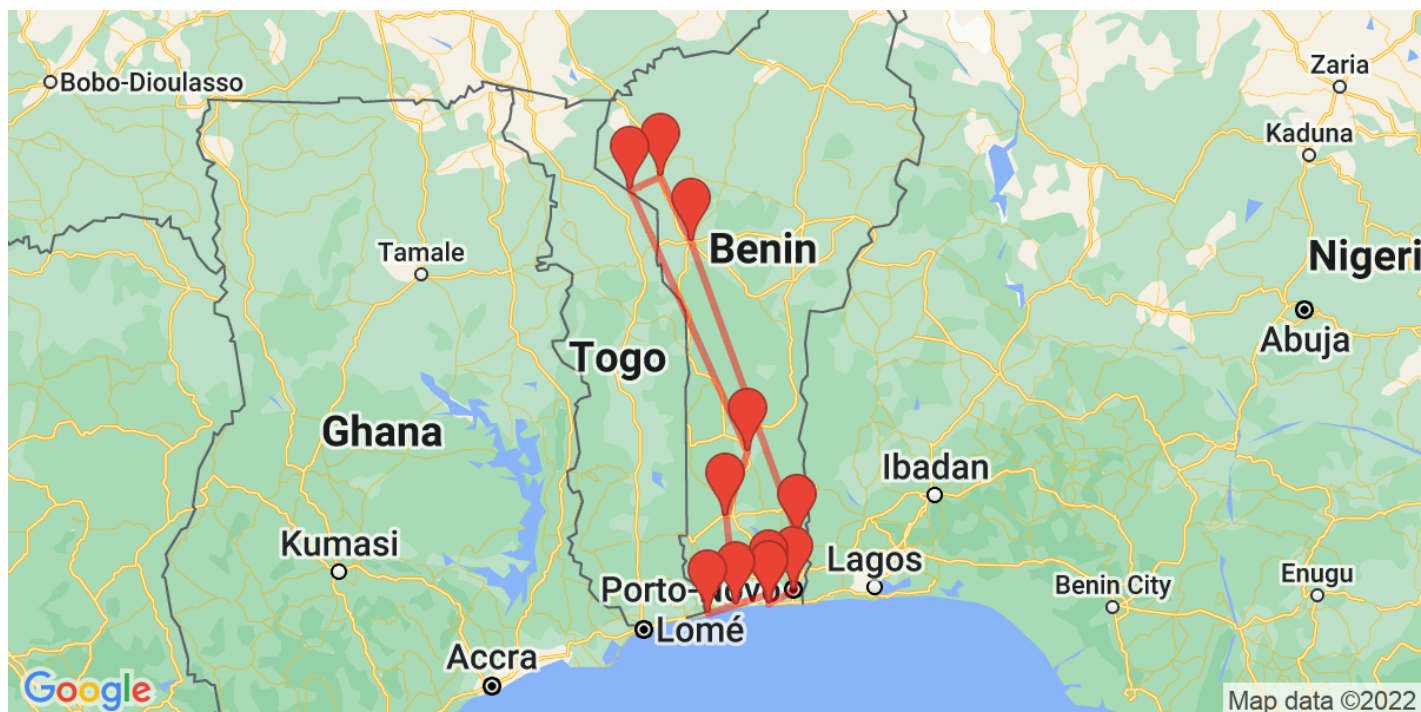 Bobo-Dioulasso
Zaria
Kaduna
Tamale
Benin
Nigeri
Abuja
Togo
Ghana
Ibadan
Kumasi
Lagos
Porto-Novo
Benin City
Enugu
Lomé
Accra
Google
Map data ©2022